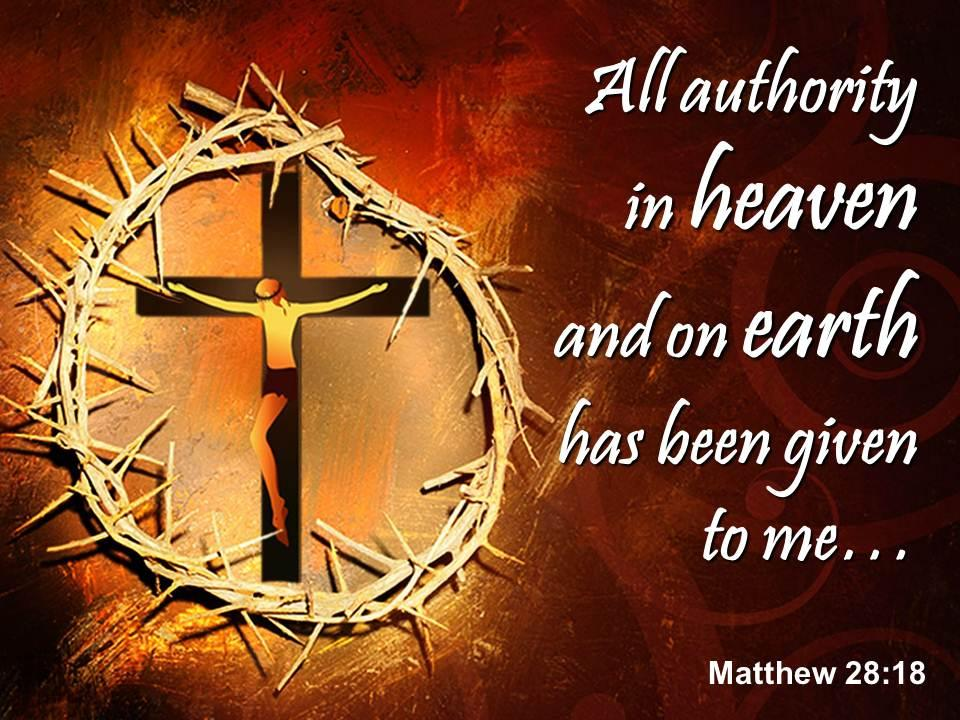 All authority
in heaven
and on earth
has been given
to me...
Matthew 28:18